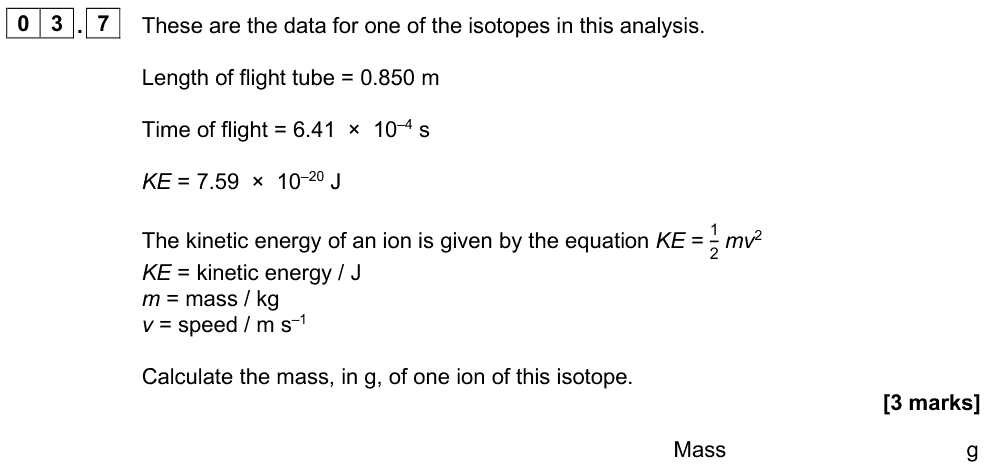 0 3 . 7 These are the data for one of the isotopes in this analysis.
Length of flight tube = 0.850 m
Time of flight = 6.41 × 10⁻⁴ s
KE = 7.59 × 10⁻²⁰ J
The kinetic energy of an ion is given by the equation KE = 1/2 mv²
KE = kinetic energy / J
m = mass / kg
v = speed / m s⁻¹
Calculate the mass, in g, of one ion of this isotope.
[3 marks]
Mass g